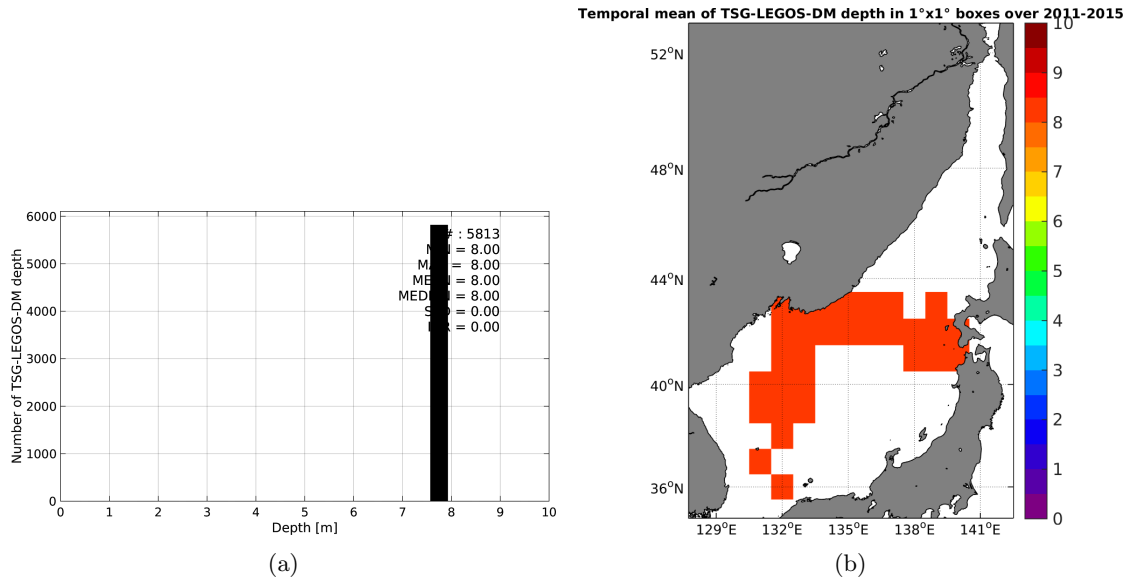 Temporal mean of TSG-LEGOS-DM depth in 1°x1° boxes over 2011-2015
6000
5000
4000
3000
2000
1000
0
Number of TSG-LEGOS-DM depth
: 5813
= 8.00
= 8.00
= 8.00
= 8.00
= 0.00
= 0.00
0 1 2 3 4 5 6 7 8 9 10
Depth [m]
(a)
52°N
48°N
44°N
40°N
36°N
129°E 132°E 135°E 138°E 141°E
10
9
8
7
6
5
4
3
2
1
0
(b)